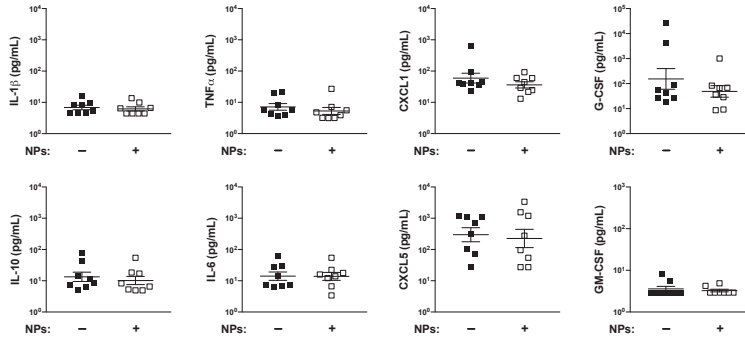 IL-1β (pg/mL)
10⁴
10³
10²
10¹
10⁰
NPs: – +
TNFα (pg/mL)
10⁴
10³
10²
10¹
10⁰
NPs: – +
CXCL1 (pg/mL)
10⁴
10³
10²
10¹
10⁰
NPs: – +
G-CSF (pg/mL)
10⁵
10⁴
10³
10²
10¹
10⁰
NPs: – +
IL-10 (pg/mL)
10⁴
10³
10²
10¹
10⁰
NPs: – +
IL-6 (pg/mL)
10⁴
10³
10²
10¹
10⁰
NPs: – +
CXCL5 (pg/mL)
10⁴
10³
10²
10¹
10⁰
NPs: – +
GM-CSF (pg/mL)
10³
10²
10¹
10⁰
NPs: – +